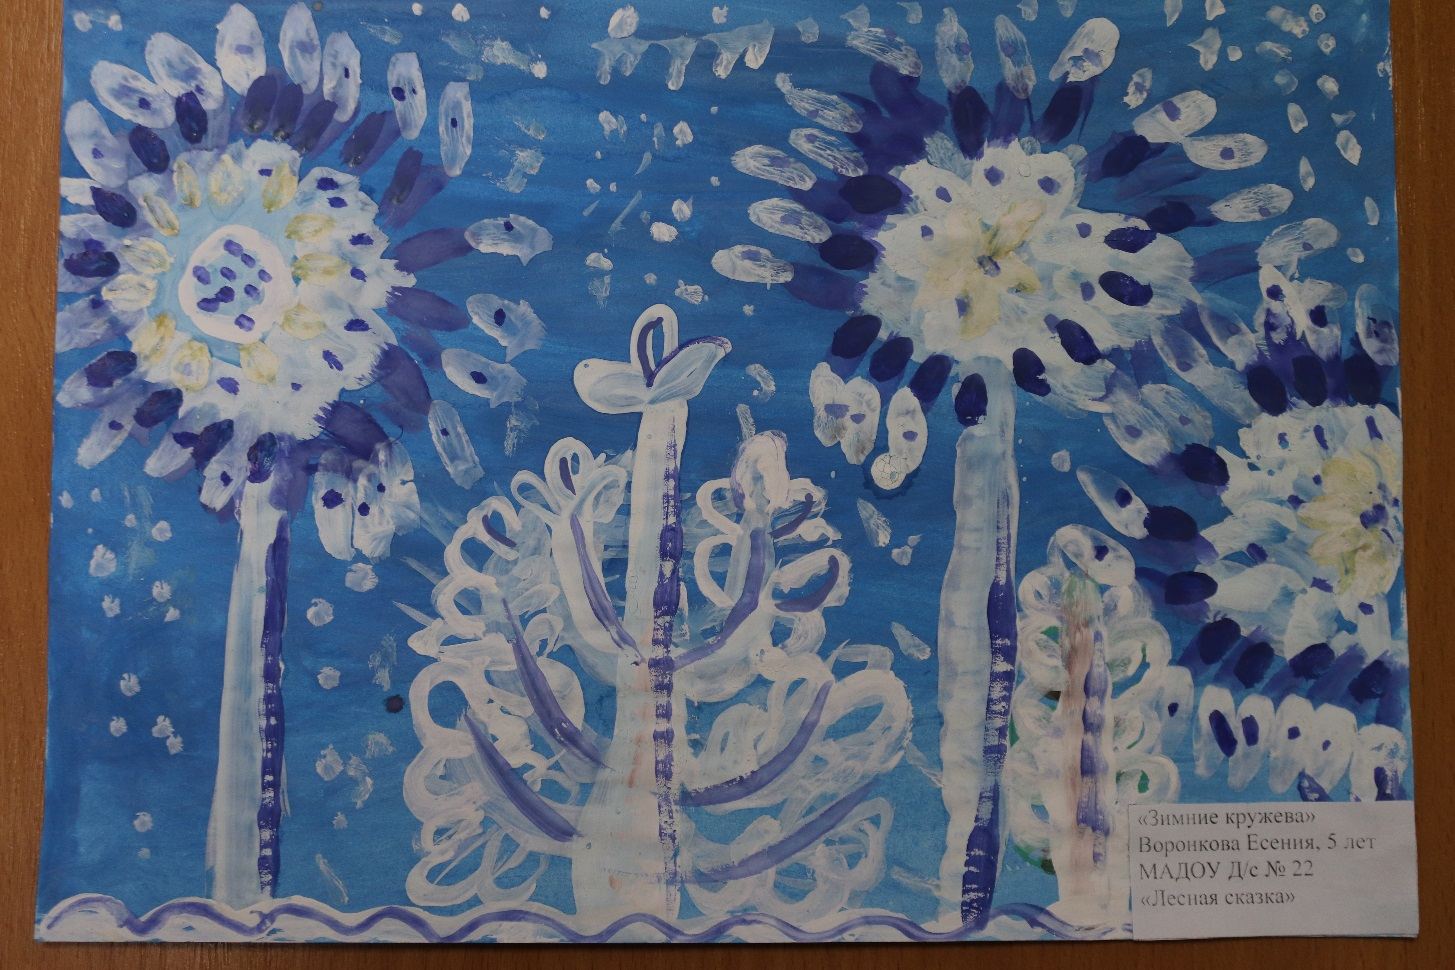 «Зимние кружева»
Воронкова Есения, 5 лет
МАДОУ Д/с № 22
«Лесная сказка»